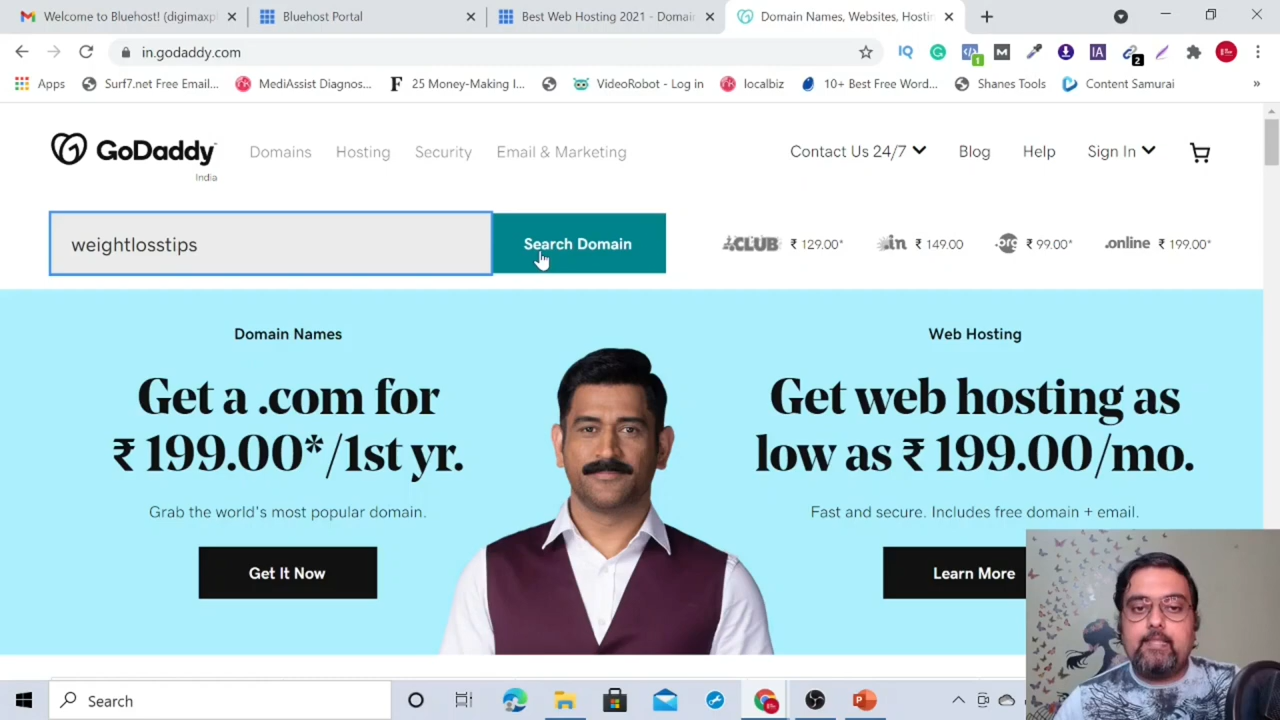 Welcome to Bluehost! (digimaxp
Bluehost Portal
Best Web Hosting 2021 - Domain
Domain Names, Websites, Hostin
in.godaddy.com
IQ
M
IA
1
2
Apps
Surf7.net Free Email...
MediAssist Diagnos...
F
25 Money-Making I...
VideoRobot - Log in
localbiz
10+ Best Free Word...
Shanes Tools
Content Samurai
»
GoDaddy
India
Domains
Hosting
Security
Email & Marketing
Contact Us 24/7
Blog
Help
Sign In
weightlosstips
Search Domain
.CLUB ₹ 129.00*
.in ₹ 149.00
.org ₹ 99.00*
.online ₹ 199.00*
Domain Names
Get a .com for
₹ 199.00*/1st yr.
Grab the world's most popular domain.
Get It Now
Web Hosting
Get web hosting as
low as ₹ 199.00/mo.
Fast and secure. Includes free domain + email.
Learn More
Search